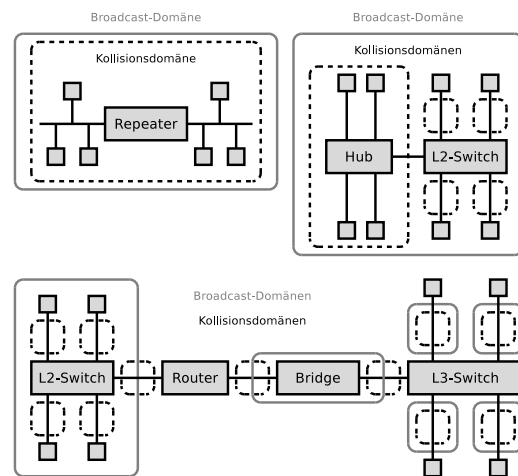 Broadcast-Domäne
Kollisionsdomäne
Repeater
Broadcast-Domäne
Kollisionsdomänen
Hub
L2-Switch
Broadcast-Domänen
Kollisionsdomänen
L2-Switch
Router
Bridge
L3-Switch